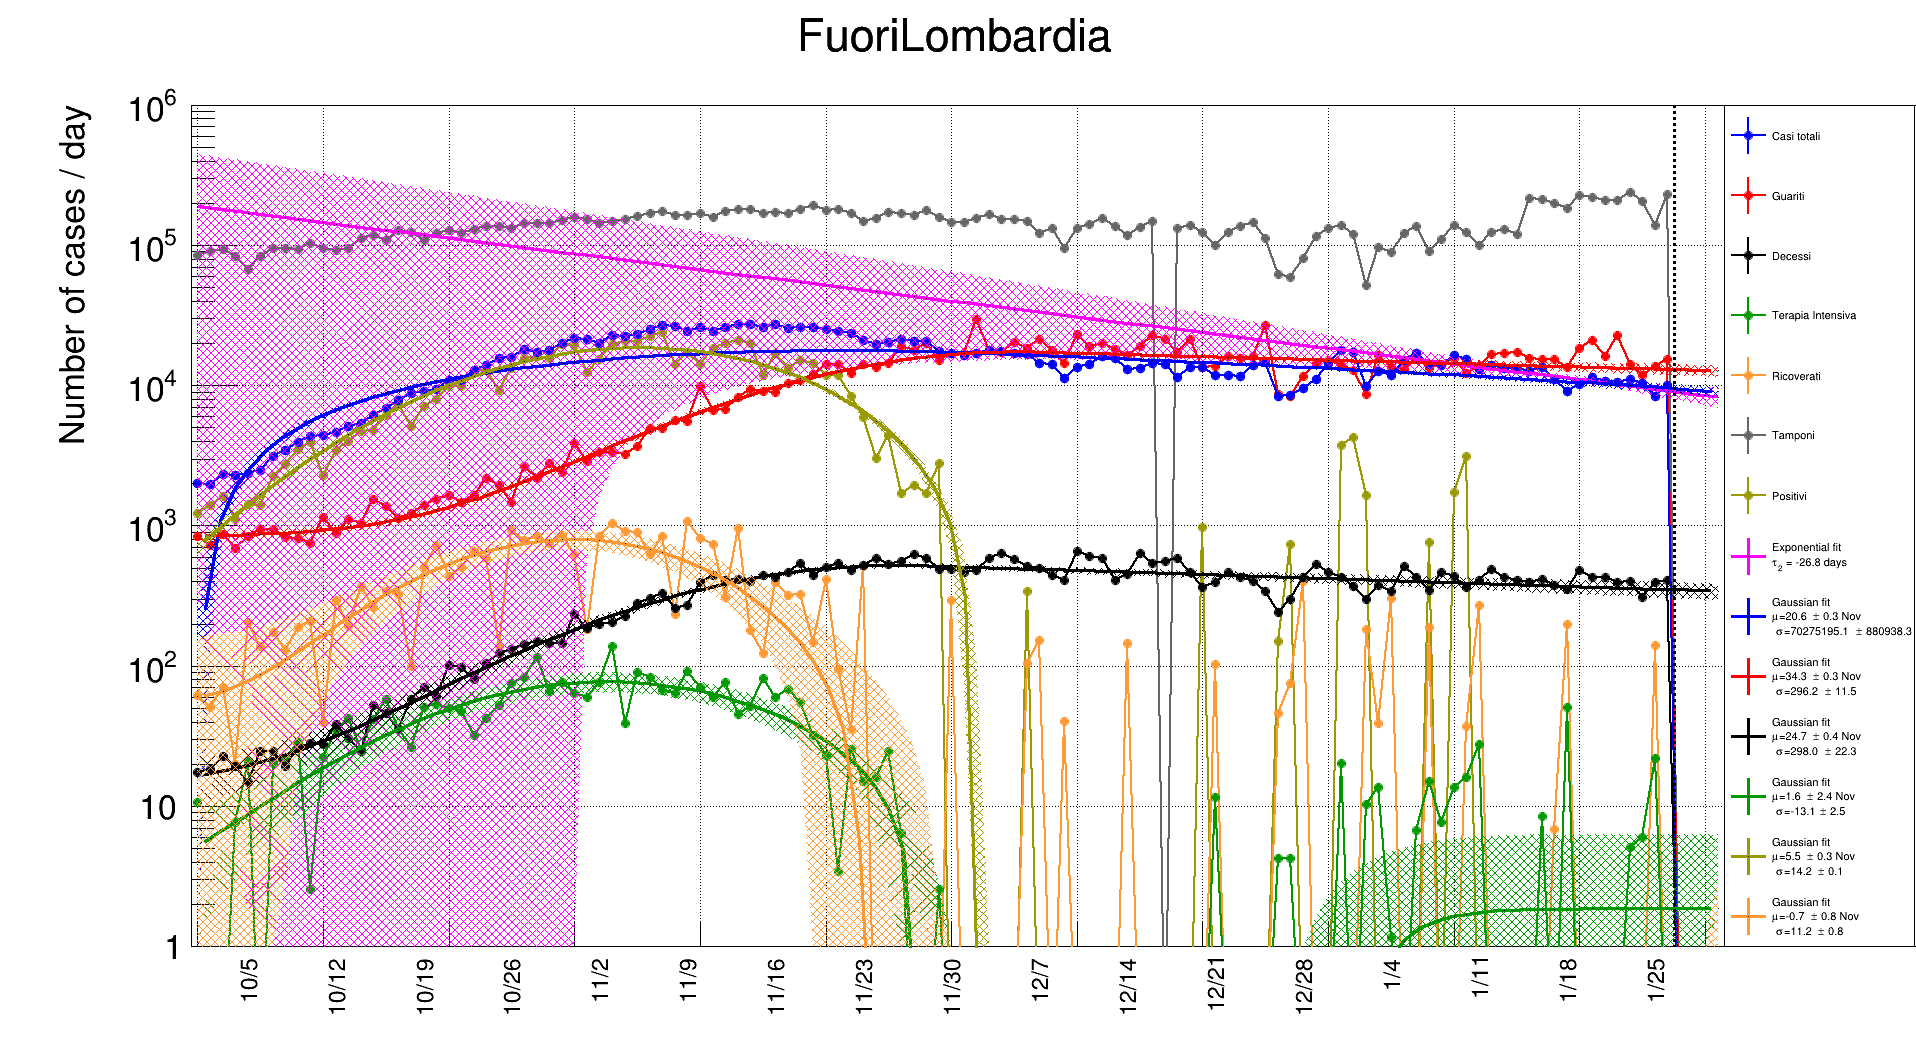 FuoriLombardia
Number of cases / day
10^6
10^5
10^4
10^3
10^2
10
1
10/5 10/12 10/19 10/26 11/2 11/9 11/16 11/23 11/30 12/7 12/14 12/21 12/28 1/4 1/11 1/18 1/25
Casi totali
Guariti
Decessi
Terapia Intensiva
Ricoverati
Tamponi
Positivi
Exponential fit
τ₂ = -26.8 days
Gaussian fit
μ=20.6 ± 0.3 Nov
σ=70275195.1 ± 880938.3
Gaussian fit
μ=34.3 ± 0.3 Nov
σ=296.2 ± 11.5
Gaussian fit
μ=24.7 ± 0.4 Nov
σ=298.0 ± 22.3
Gaussian fit
μ=1.6 ± 2.4 Nov
σ=-13.1 ± 2.5
Gaussian fit
μ=5.5 ± 0.3 Nov
σ=14.2 ± 0.1
Gaussian fit
μ=-0.7 ± 0.8 Nov
σ=11.2 ± 0.8